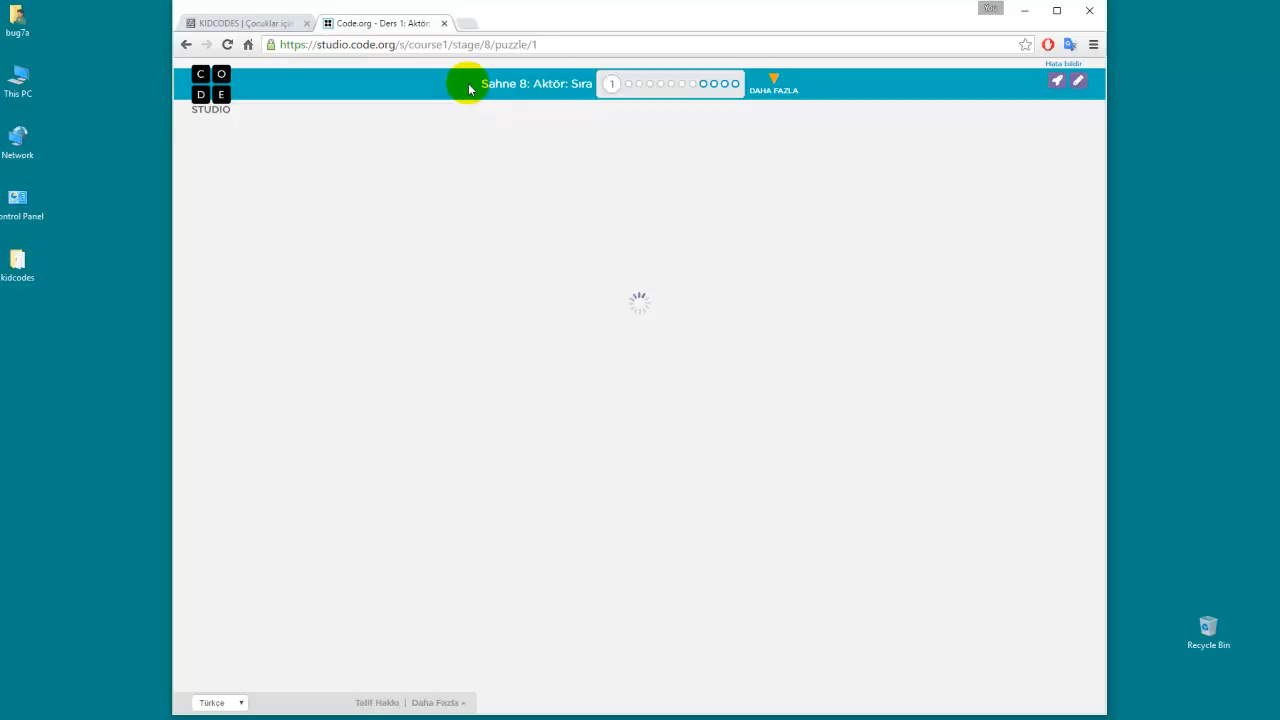 bug7a
This PC
Network
ontrol Panel
kidcodes
Recycle Bin
KIDCODES | Çocuklar için
Code.org - Ders 1: Aktör:
You
https://studio.code.org/s/course1/stage/8/puzzle/1
Hata bildir
C O
D E
STUDIO
Sahne 8: Aktör: Sıra
1
DAHA FAZLA
Türkçe
Telif Hakkı | Daha Fazla